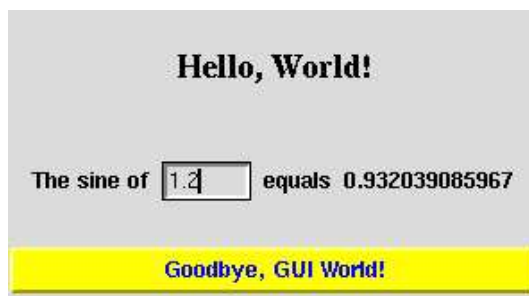 Hello, World!
The sine of 1.2 equals 0.932039085967
Goodbye, GUI World!